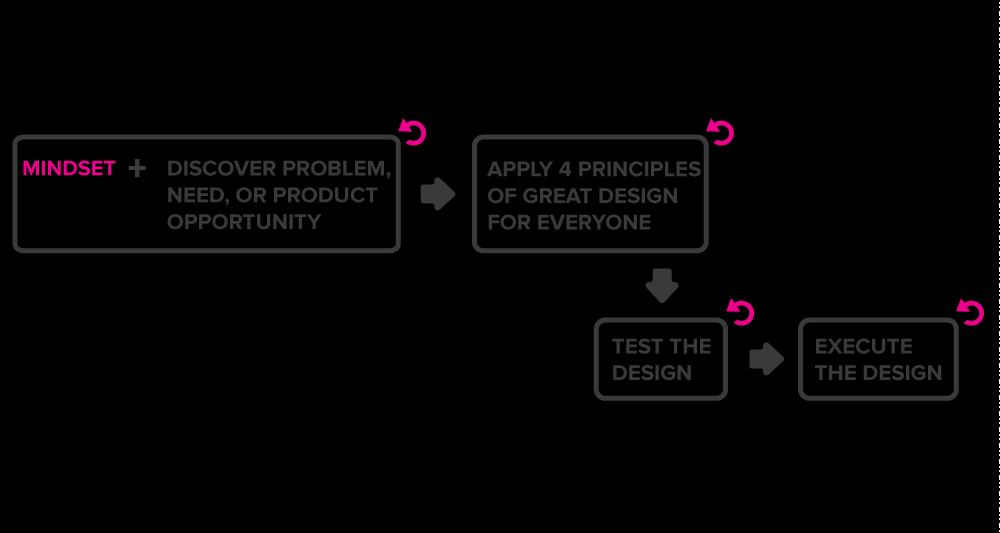 MINDSET + DISCOVER PROBLEM,
NEED, OR PRODUCT
OPPORTUNITY
APPLY 4 PRINCIPLES
OF GREAT DESIGN
FOR EVERYONE
TEST THE
DESIGN
EXECUTE
THE DESIGN